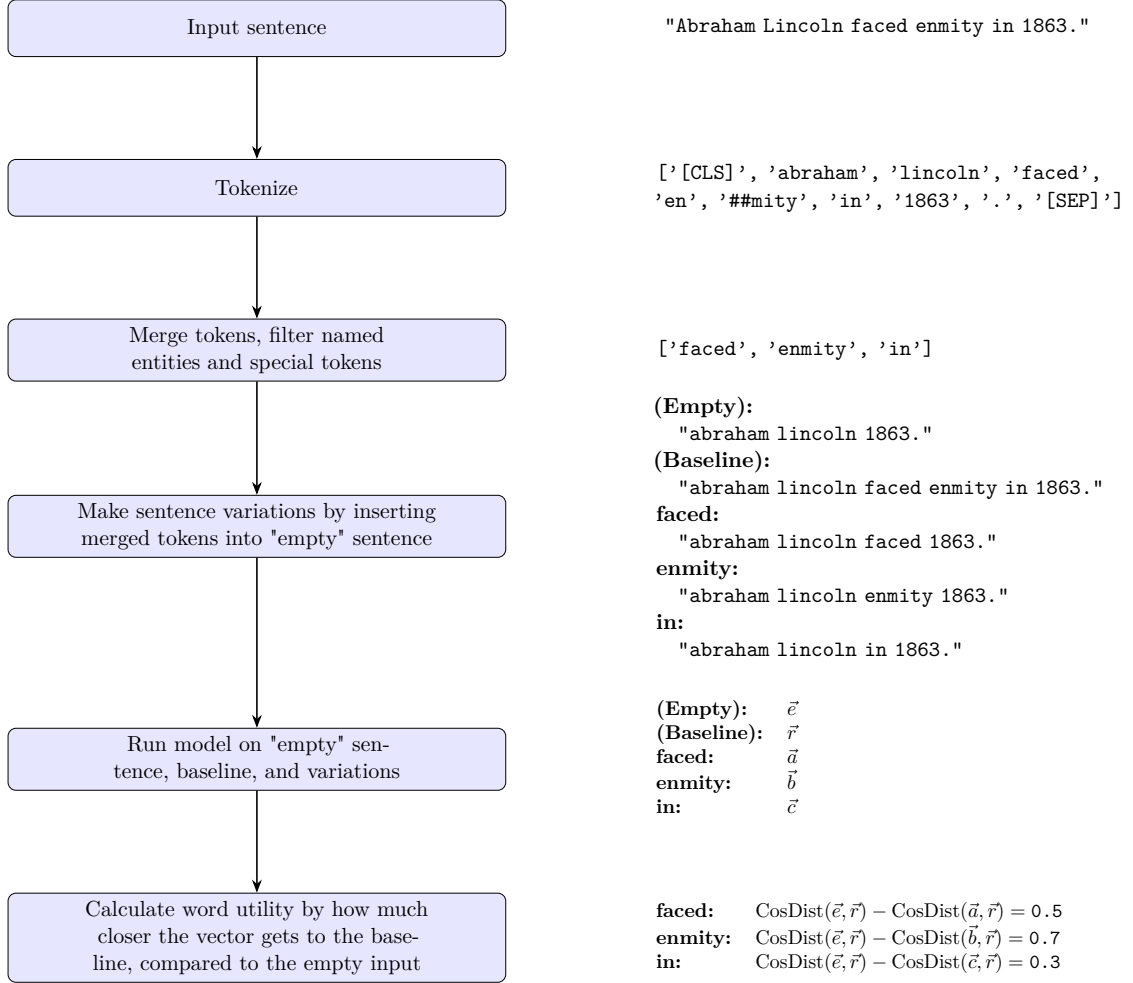 Input sentence
"Abraham Lincoln faced enmity in 1863."
Tokenize
['[CLS]', 'abraham', 'lincoln', 'faced',
'en', '##mity', 'in', '1863', '.', '[SEP]']
Merge tokens, filter named
entities and special tokens
['faced', 'enmity', 'in']
Make sentence variations by inserting
merged tokens into "empty" sentence
(Empty):
"abraham lincoln 1863."
(Baseline):
"abraham lincoln faced enmity in 1863."
faced:
"abraham lincoln faced 1863."
enmity:
"abraham lincoln enmity 1863."
in:
"abraham lincoln in 1863."
Run model on "empty" sen-
tence, baseline, and variations
(Empty): e⃗
(Baseline): r⃗
faced: a⃗
enmity: b⃗
in: c⃗
Calculate word utility by how much
closer the vector gets to the base-
line, compared to the empty input
faced: CosDist(e⃗, r⃗) − CosDist(a⃗, r⃗) = 0.5
enmity: CosDist(e⃗, r⃗) − CosDist(b⃗, r⃗) = 0.7
in: CosDist(e⃗, r⃗) − CosDist(c⃗, r⃗) = 0.3